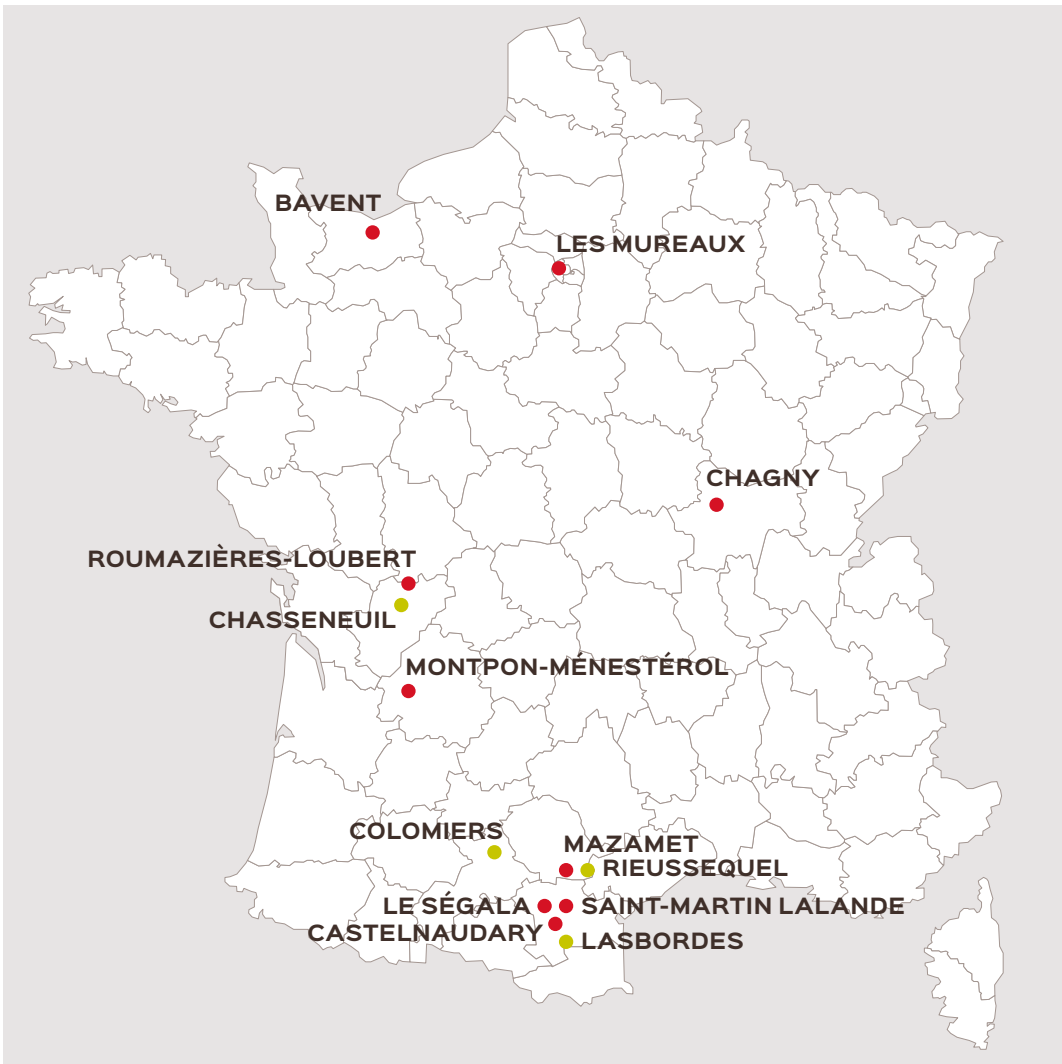 BAVENT
LES MUREAUX
CHAGNY
ROUMAZIÈRES-LOUBERT
CHASSENEUIL
MONTPON-MÉNESTÉROL
COLOMIERS
MAZAMET
RIEUSSEQUEL
LE SÉGALA
SAINT-MARTIN LALANDE
CASTELNAUDARY
LASBORDES